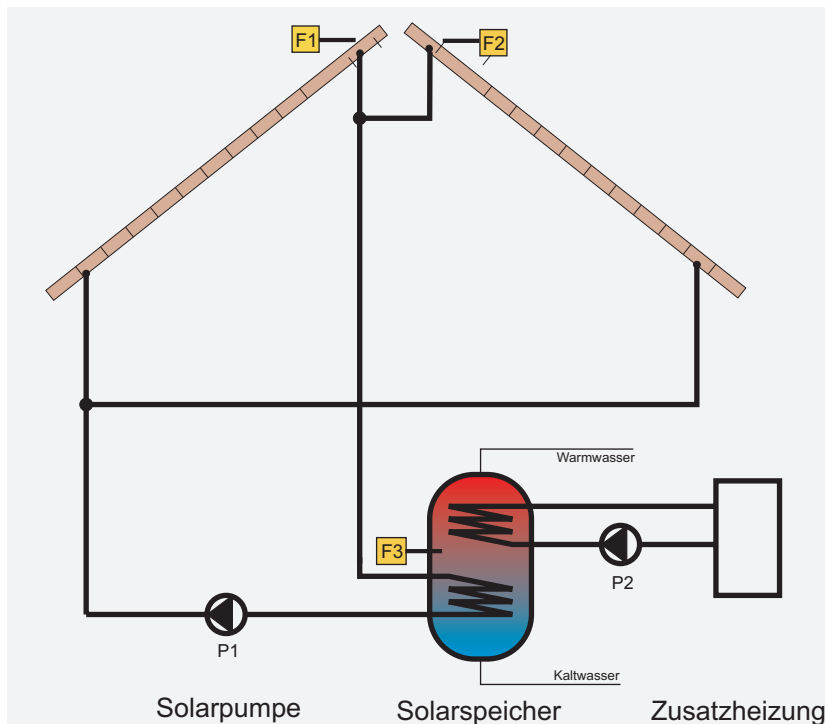 F1
F2
Warmwasser
F3
P2
P1
Kaltwasser
Solarpumpe
Solarspeicher
Zusatzheizung